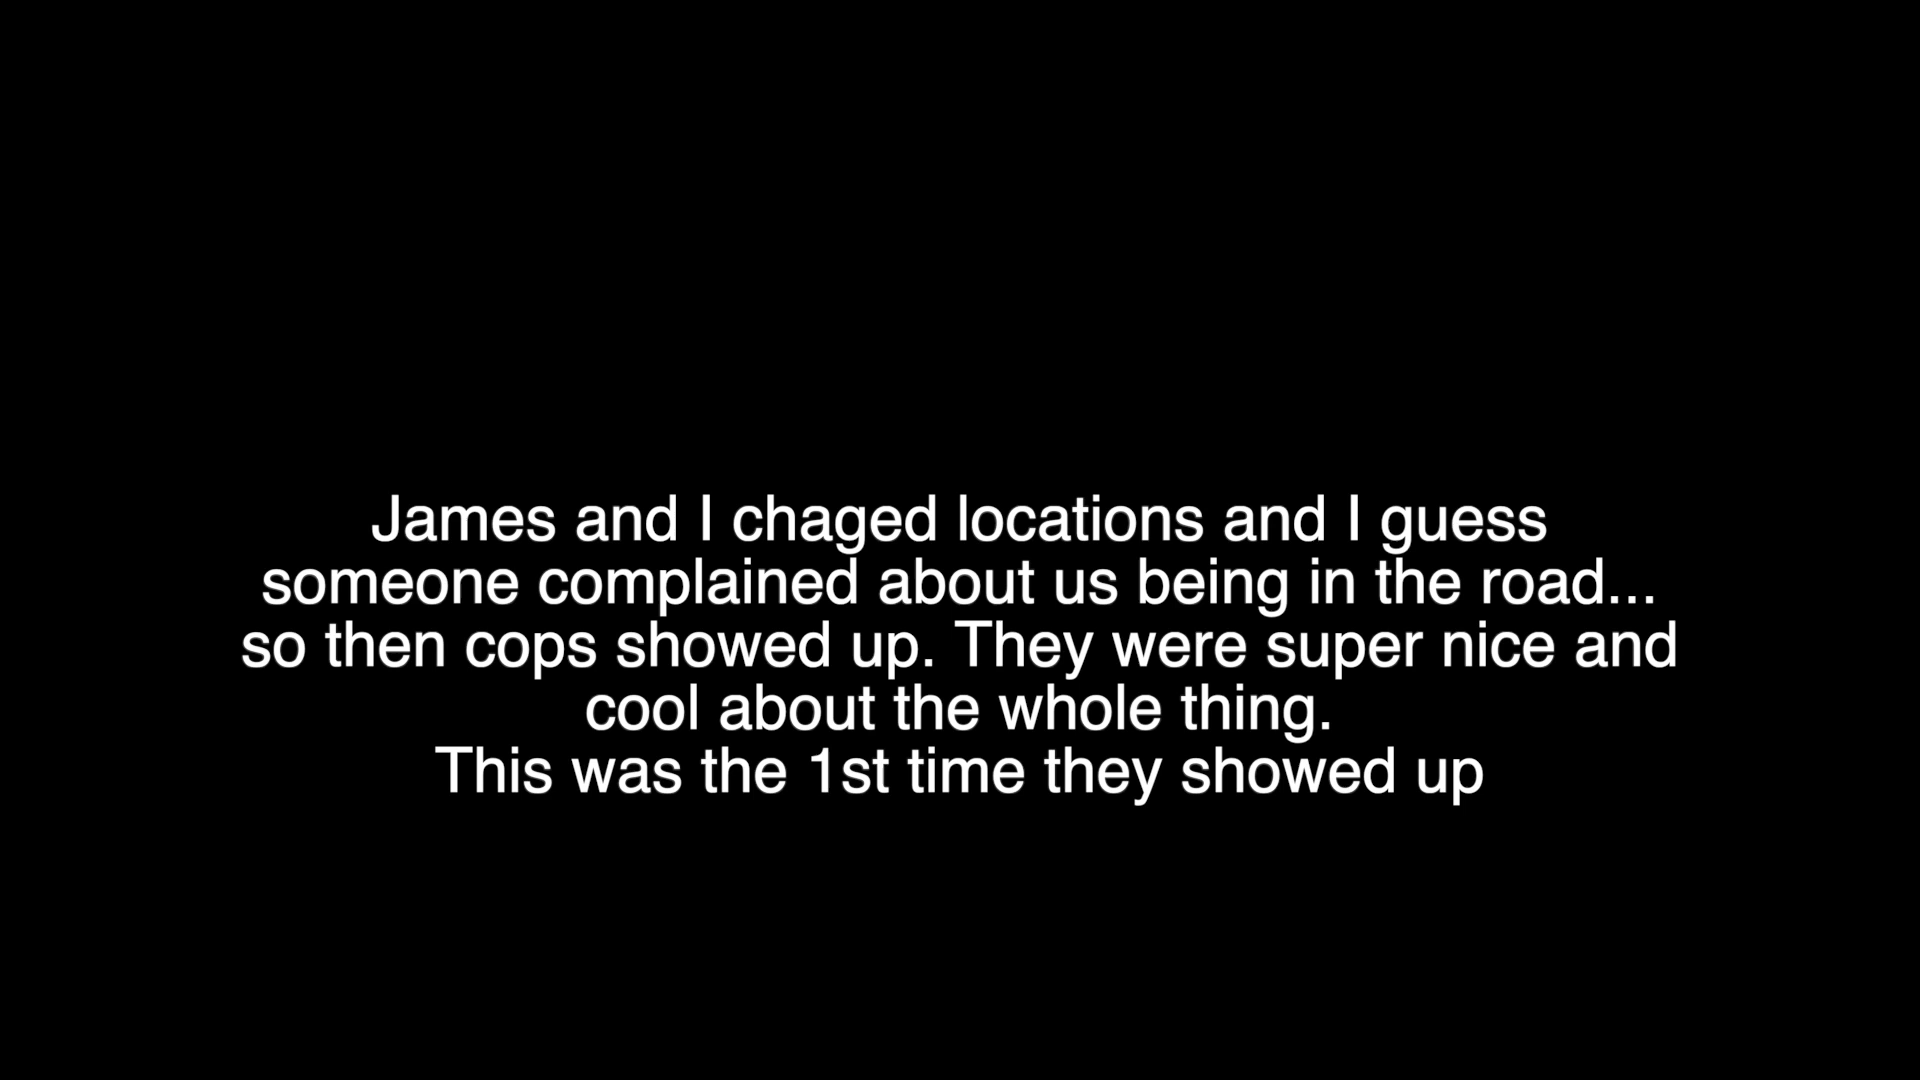 James and I chaged locations and I guess
someone complained about us being in the road...
so then cops showed up. They were super nice and
cool about the whole thing.
This was the 1st time they showed up